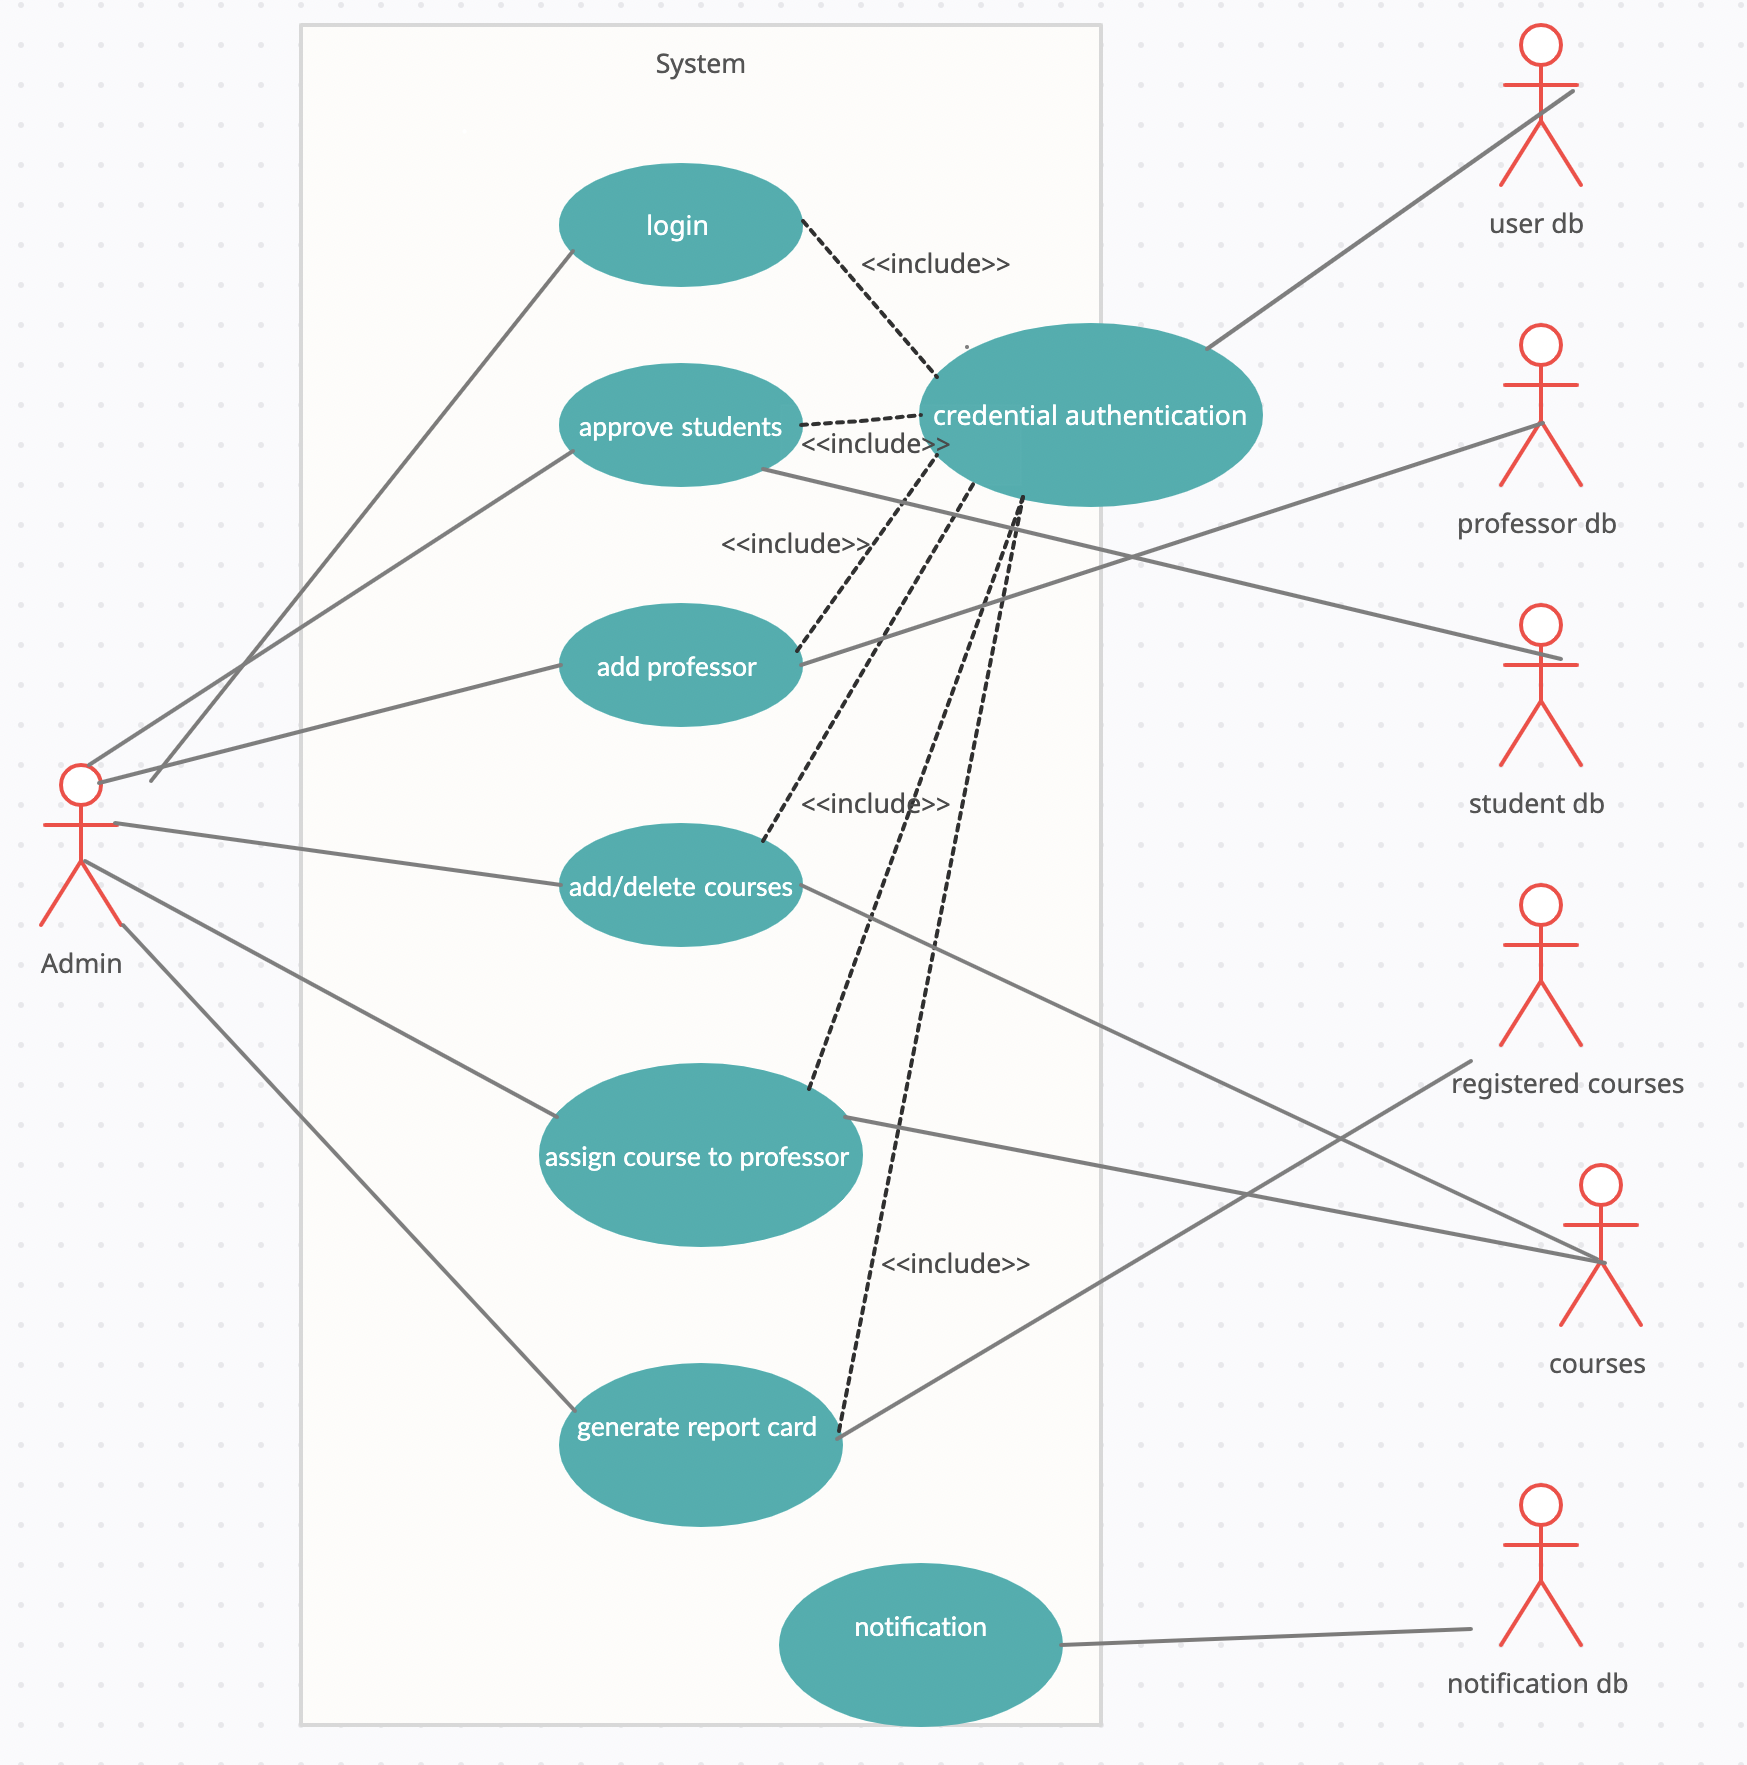 System
user db
login
<<include>>
credential authentication
approve students
<<include>>
professor db
<<include>>
add professor
student db
<<include>>
add/delete courses
Admin
registered courses
assign course to professor
<<include>>
courses
generate report card
notification
notification db